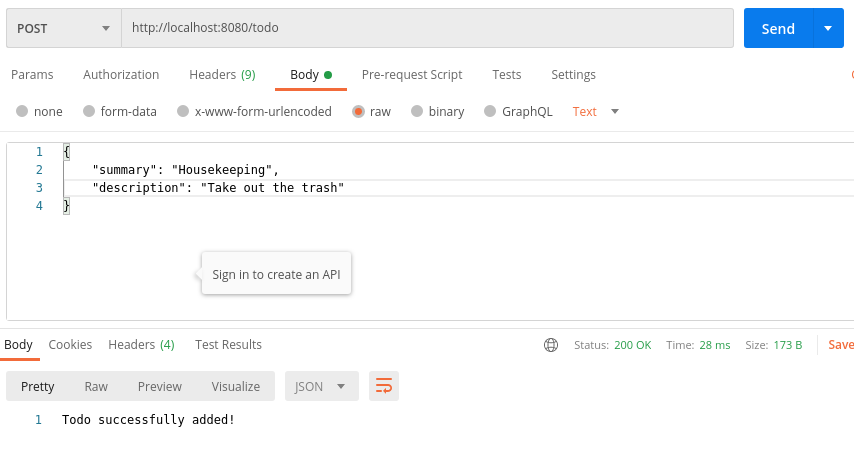 POST http://localhost:8080/todo Send
Params Authorization Headers (9) Body Pre-request Script Tests Settings
none form-data x-www-form-urlencoded raw binary GraphQL Text
1 {
2 "summary": "Housekeeping",
3 "description": "Take out the trash"
4 }
Sign in to create an API
Body Cookies Headers (4) Test Results Status: 200 OK Time: 28 ms Size: 173 B Save
Pretty Raw Preview Visualize JSON
1 Todo successfully added!